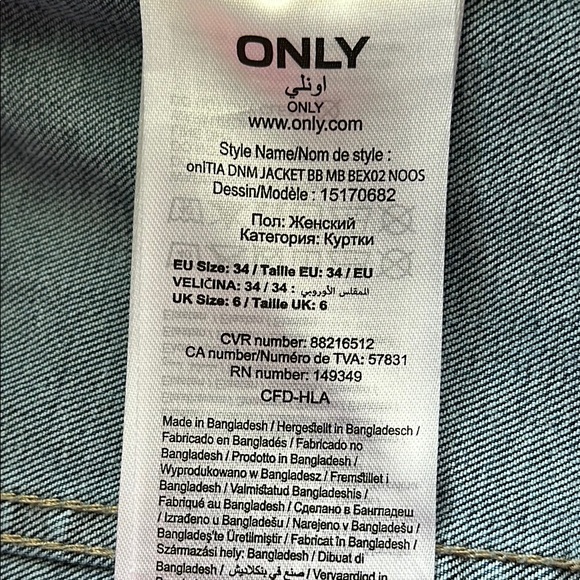 ONLY
اونلي
ONLY
www.only.com
Style Name/Nom de style :
onlTIA DNM JACKET BB MB BEX02 NOOS
Dessin/Modèle : 15170682
Пол: Женский
Категория: Куртки
EU Size: 34 / Taille EU: 34 / EU
VELIČINA: 34 / 34 : المقاس الأوروبي
UK Size: 6 / Taille UK: 6
CVR number: 88216512
CA number/Numéro de TVA: 57831
RN number: 149349
CFD-HLA
Made in Bangladesh / Hergestellt in Bangladesch /
Fabricado en Bangladés / Fabricado no
Bangladesh / Prodotto in Bangladesh /
Wyprodukowano w Bangladesz / Fremstillet i
Bangladesh / Valmistatud Bangladeshis /
Fabriqué au Bangladesh / Сделано в Бангладеш
/ Izrađeno u Bangladešu / Narejeno v Bangladešu /
Bangladeş'te Üretilmiştir / Fabricat în Bangladesh /
Származási hely: Bangladesh / Dibuat di
Bangladesh / صنع في بنكلاديش / Vervaardigd in